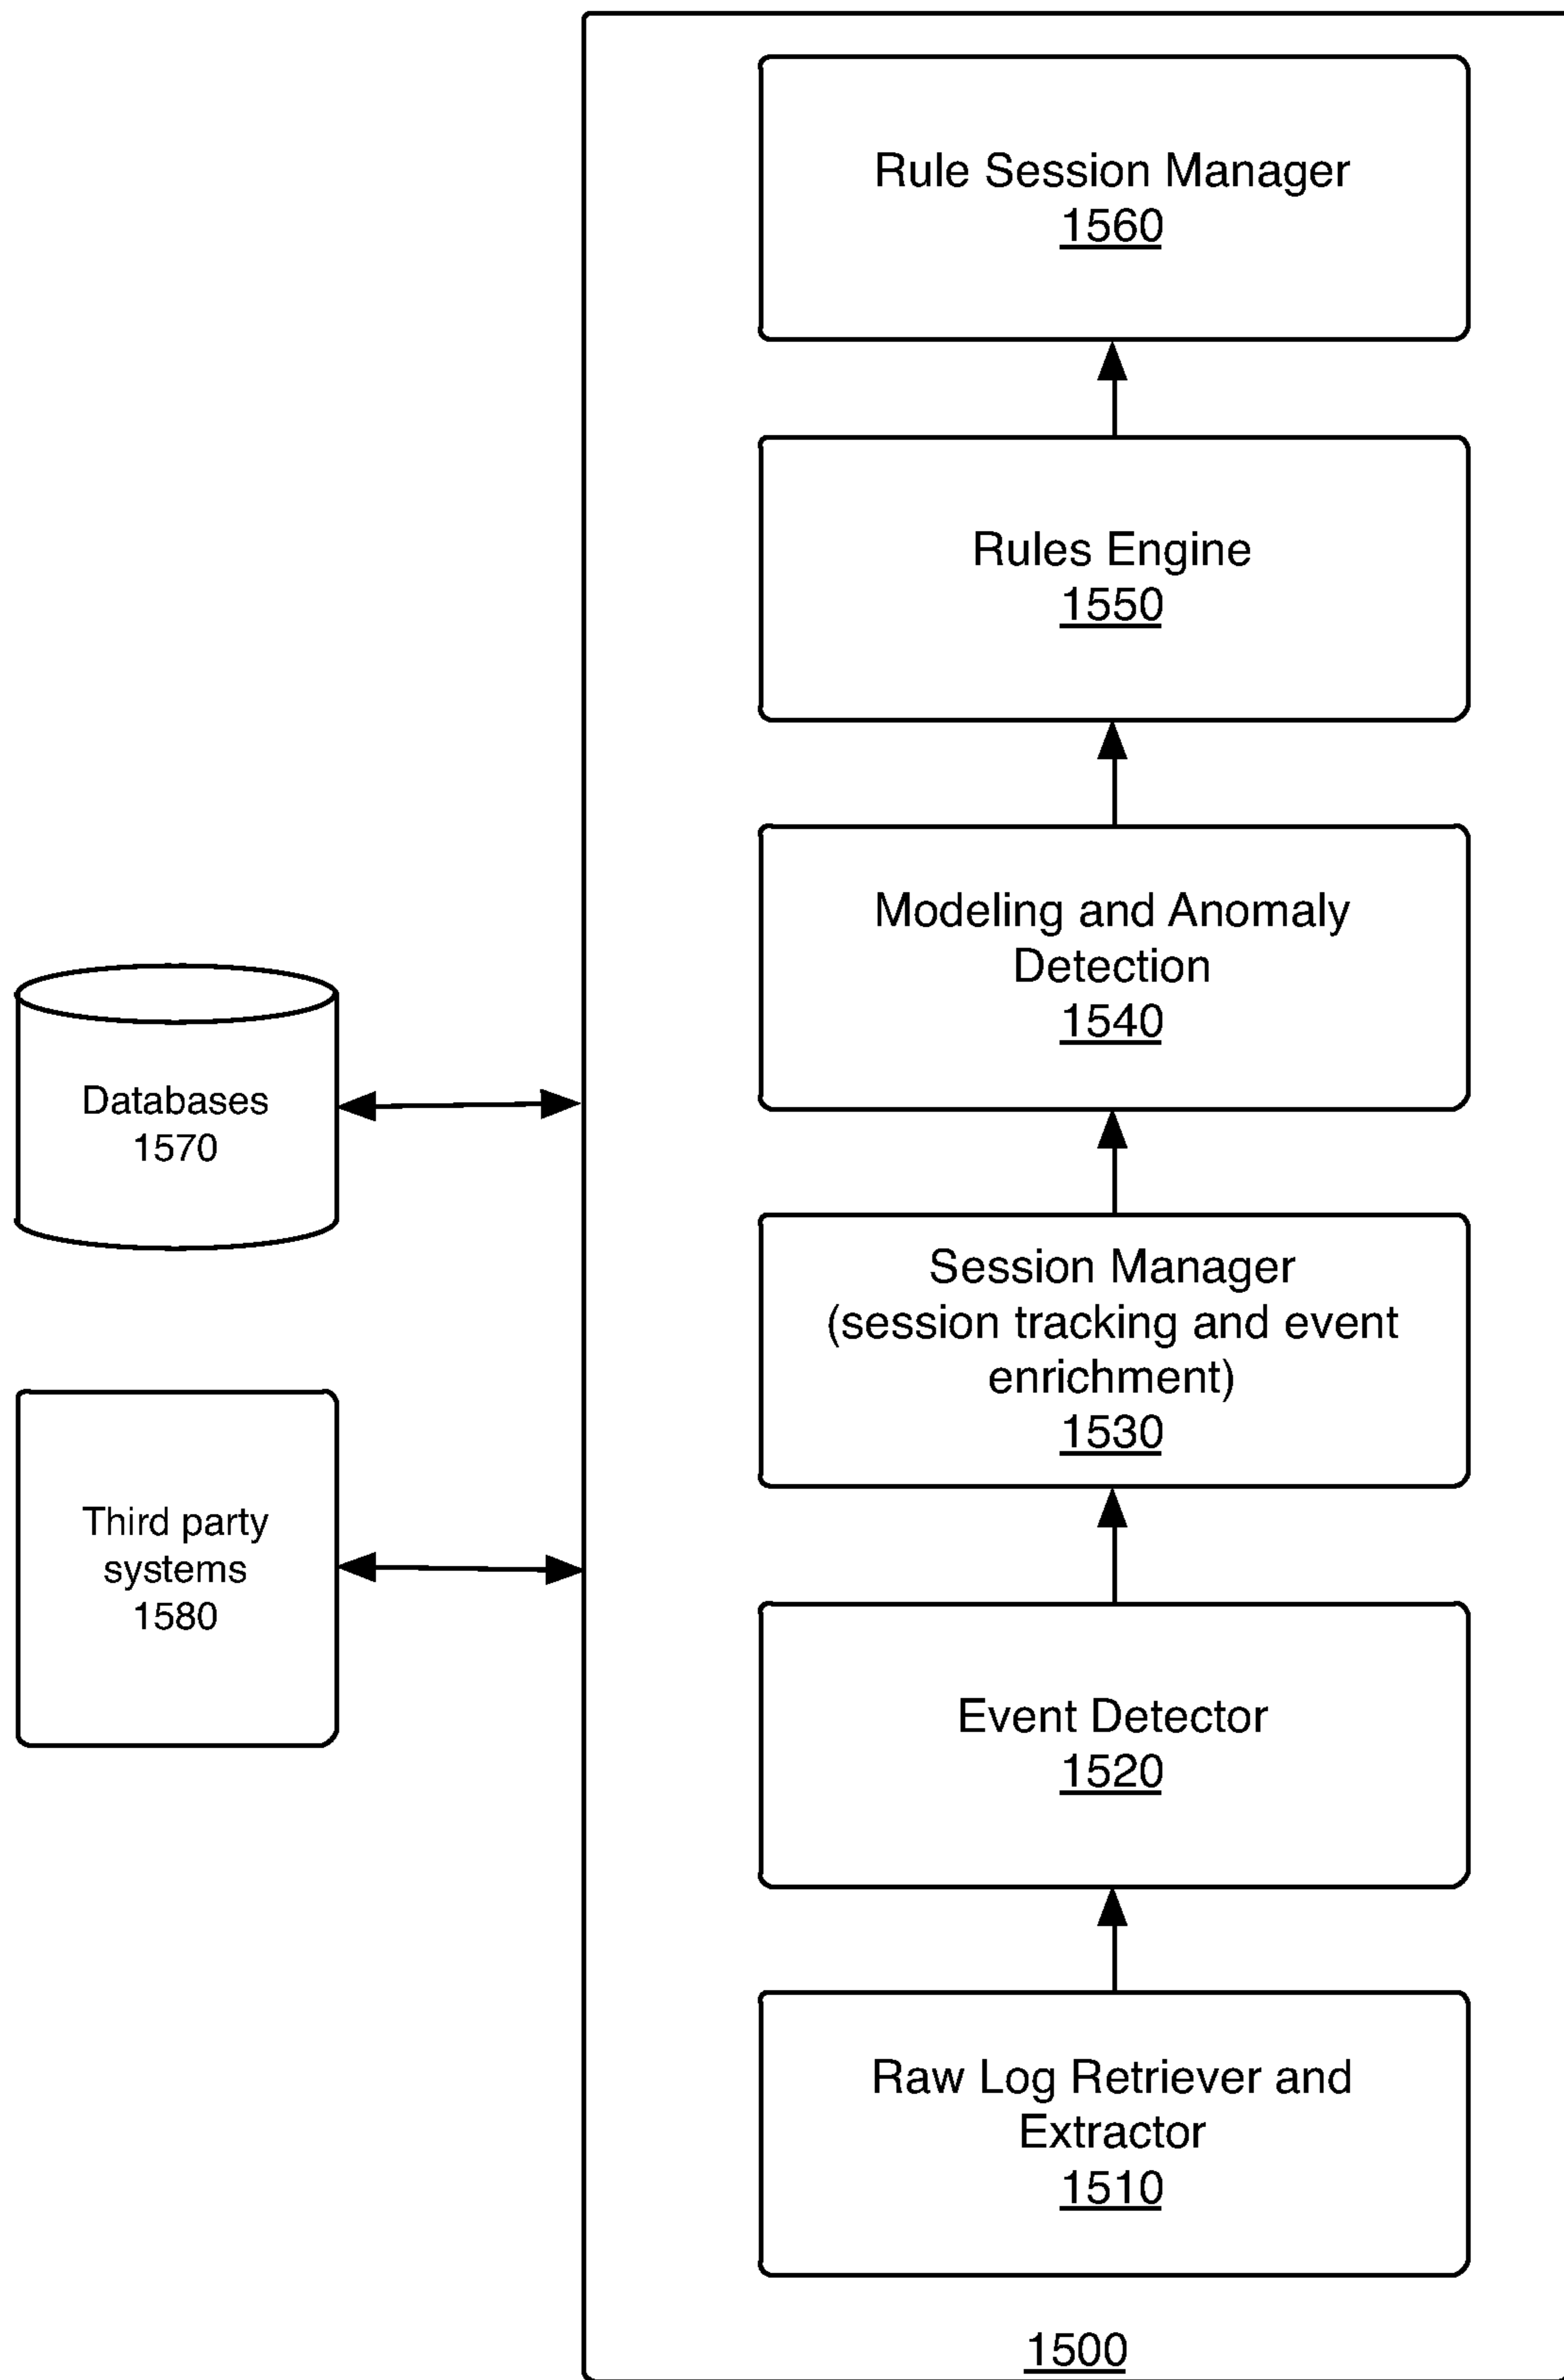 Rule Session Manager
1560
Rules Engine
1550
Modeling and Anomaly
Detection
1540
Databases
1570
Session Manager
(session tracking and event
enrichment)
1530
Third party
systems
1580
Event Detector
1520
Raw Log Retriever and
Extractor
1510
1500